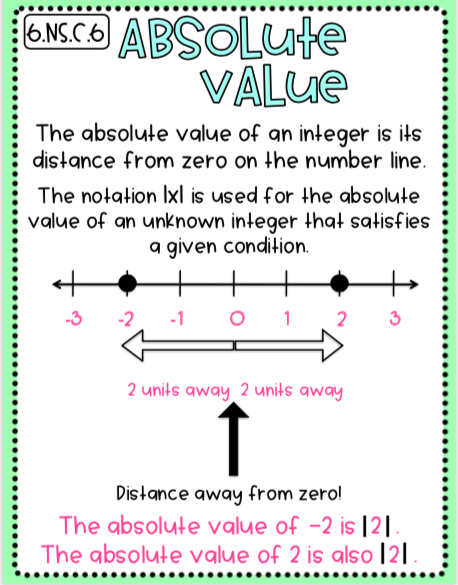 6.NS.C.6
ABSOLUte
VALue
The absolute value of an integer is its
distance from zero on the number line.
The notation |x| is used for the absolute
value of an unknown integer that satisfies
a given condition.
-3 -2 -1 0 1 2 3
2 units away 2 units away
Distance away from zero!
The absolute value of -2 is |2|.
The absolute value of 2 is also |2|.